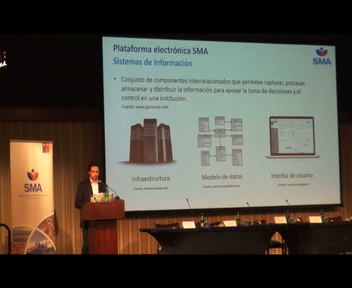 Plataforma electrónica SMA
Sistemas de Información
SMA
• Conjunto de componentes interrelacionados que permiten capturar, procesar,
almacenar y distribuir la información para apoyar la toma de decisiones y el
control en una institución.
Infraestructura
Modelo de datos
Interfaz de usuario
SMA